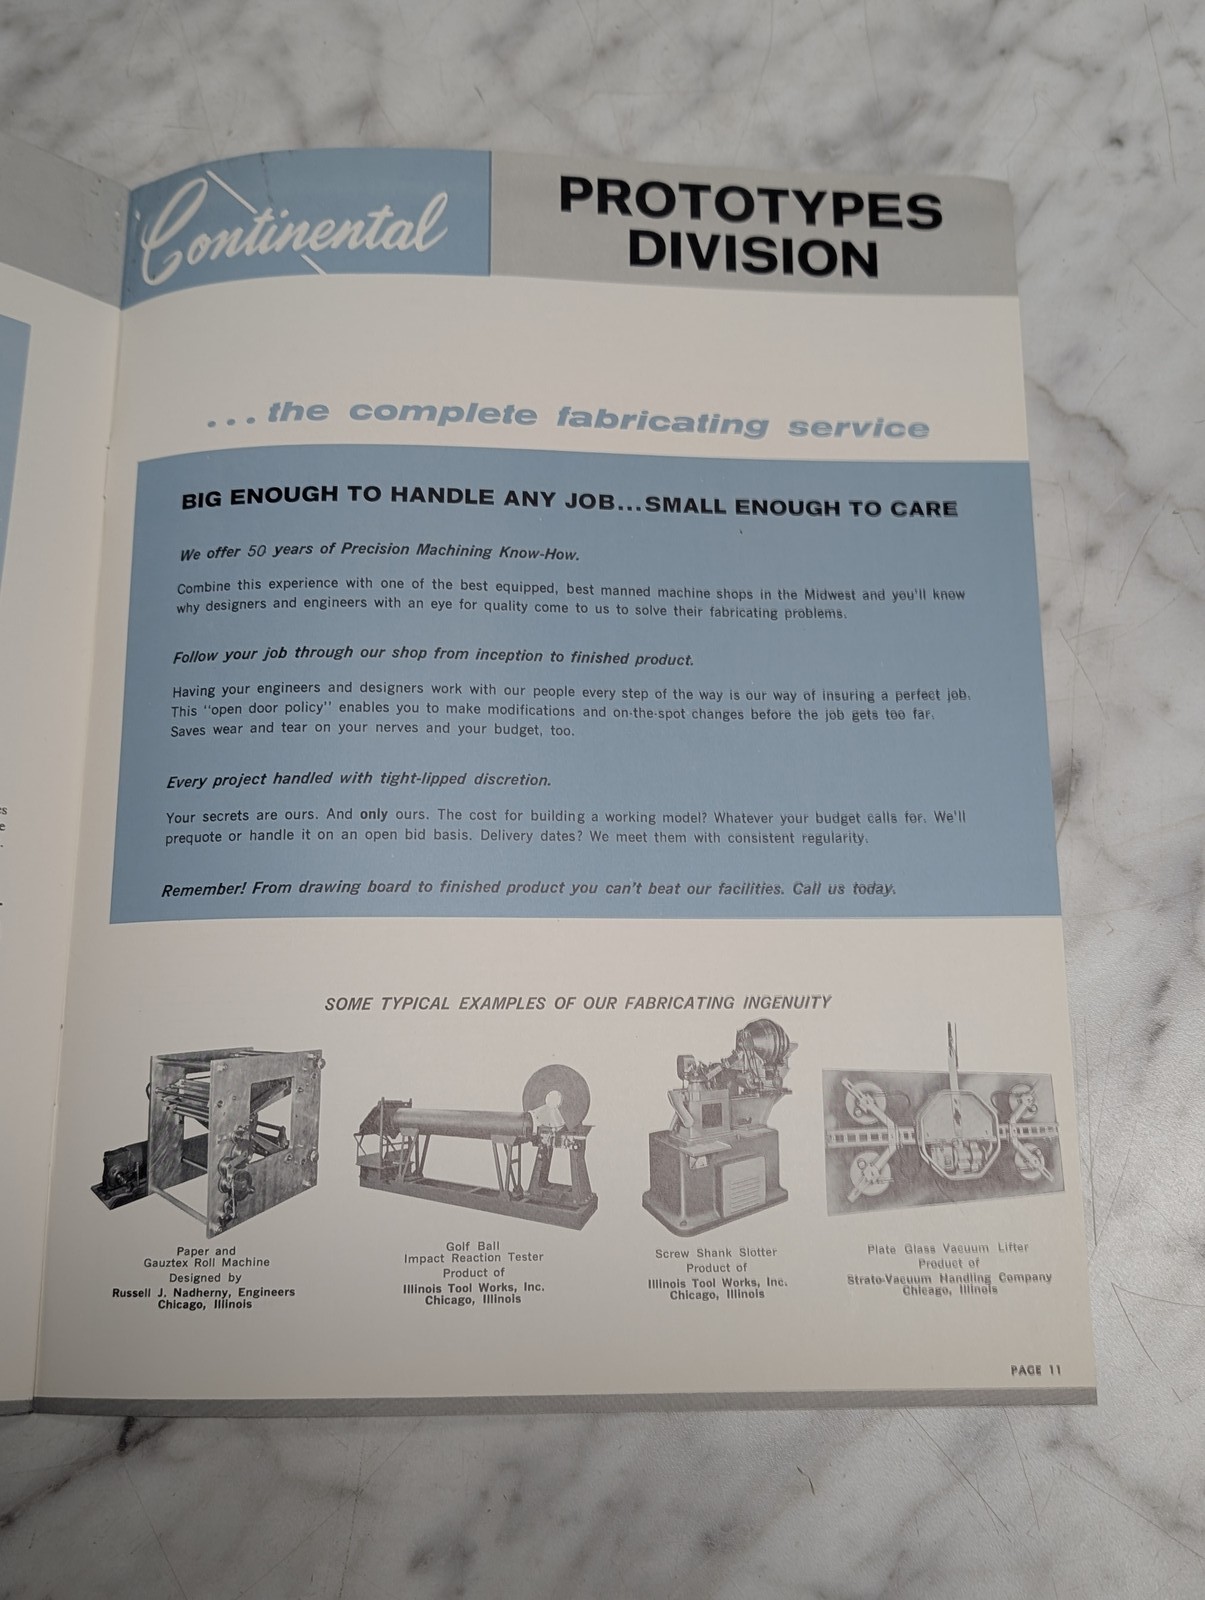 Continental
PROTOTYPES
DIVISION
...the complete fabricating service
BIG ENOUGH TO HANDLE ANY JOB...SMALL ENOUGH TO CARE
We offer 50 years of Precision Machining Know-How.
Combine this experience with one of the best equipped, best manned machine shops in the Midwest and you'll know
why designers and engineers with an eye for quality come to us to solve their fabricating problems.
Follow your job through our shop from inception to finished product.
Having your engineers and designers work with our people every step of the way is our way of insuring a perfect job.
This "open door policy" enables you to make modifications and on-the-spot changes before the job gets too far.
Saves wear and tear on your nerves and your budget, too.
Every project handled with tight-lipped discretion.
Your secrets are ours. And only ours. The cost for building a working model? Whatever your budget calls for. We'll
prequote or handle it on an open bid basis. Delivery dates? We meet them with consistent regularity.
Remember! From drawing board to finished product you can't beat our facilities. Call us today.
SOME TYPICAL EXAMPLES OF OUR FABRICATING INGENUITY
Paper and
Gauztex Roll Machine
Designed by
Russell J. Nadherny, Engineers
Chicago, Illinois
Golf Ball
Impact Reaction Tester
Product of
Illinois Tool Works, Inc.
Chicago, Illinois
Screw Shank Slotter
Product of
Illinois Tool Works, Inc.
Chicago, Illinois
Plate Glass Vacuum Lifter
Product of
Strato-Vacuum Handling Company
Chicago, Illinois
PAGE 11